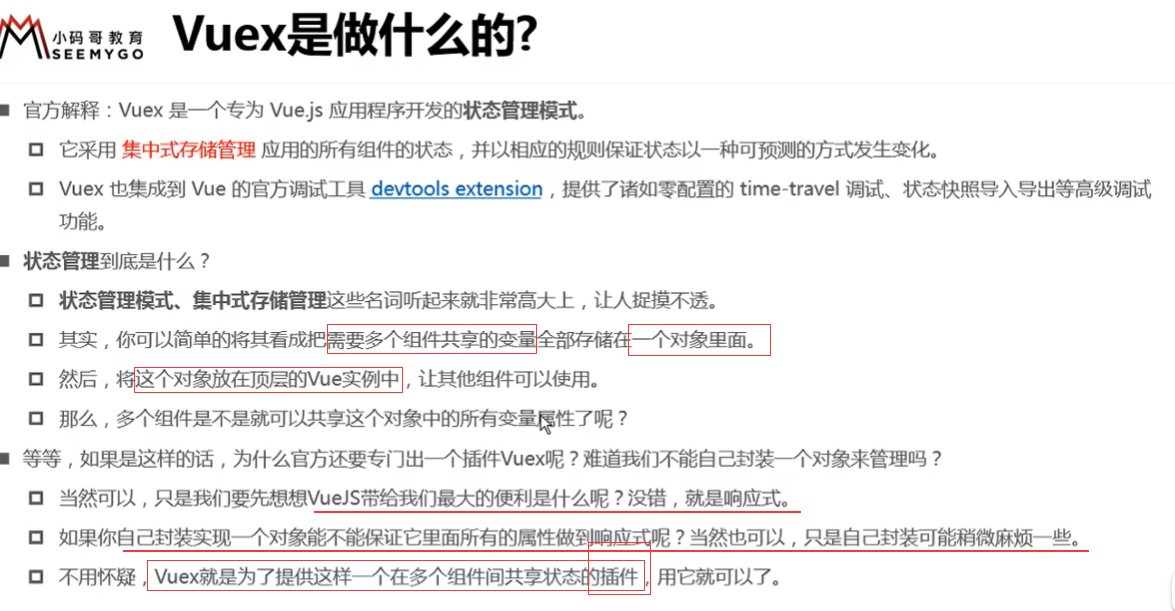 小码哥教育
SEEMYGO
Vuex是做什么的?
官方解释：Vuex 是一个专为 Vue.js 应用程序开发的状态管理模式。
它采用 集中式存储管理 应用的所有组件的状态，并以相应的规则保证状态以一种可预测的方式发生变化。
Vuex 也集成到 Vue 的官方调试工具 devtools extension，提供了诸如零配置的 time-travel 调试、状态快照导入导出等高级调试
功能。
状态管理到底是什么？
状态管理模式、集中式存储管理这些名词听起来就非常高大上，让人捉摸不透。
其实，你可以简单的将其看成把需要多个组件共享的变量全部存储在一个对象里面。
然后，将这个对象放在顶层的Vue实例中，让其他组件可以使用。
那么，多个组件是不是就可以共享这个对象中的所有变量属性了呢？
等等，如果是这样的话，为什么官方还要专门出一个插件Vuex呢？难道我们不能自己封装一个对象来管理吗？
当然可以，只是我们要先想想VueJS带给我们最大的便利是什么呢？没错，就是响应式。
如果你自己封装实现一个对象能不能保证它里面所有的属性做到响应式呢？当然也可以，只是自己封装可能稍微麻烦一些。
不用怀疑，Vuex就是为了提供这样一个在多个组件间共享状态的插件，用它就可以了。